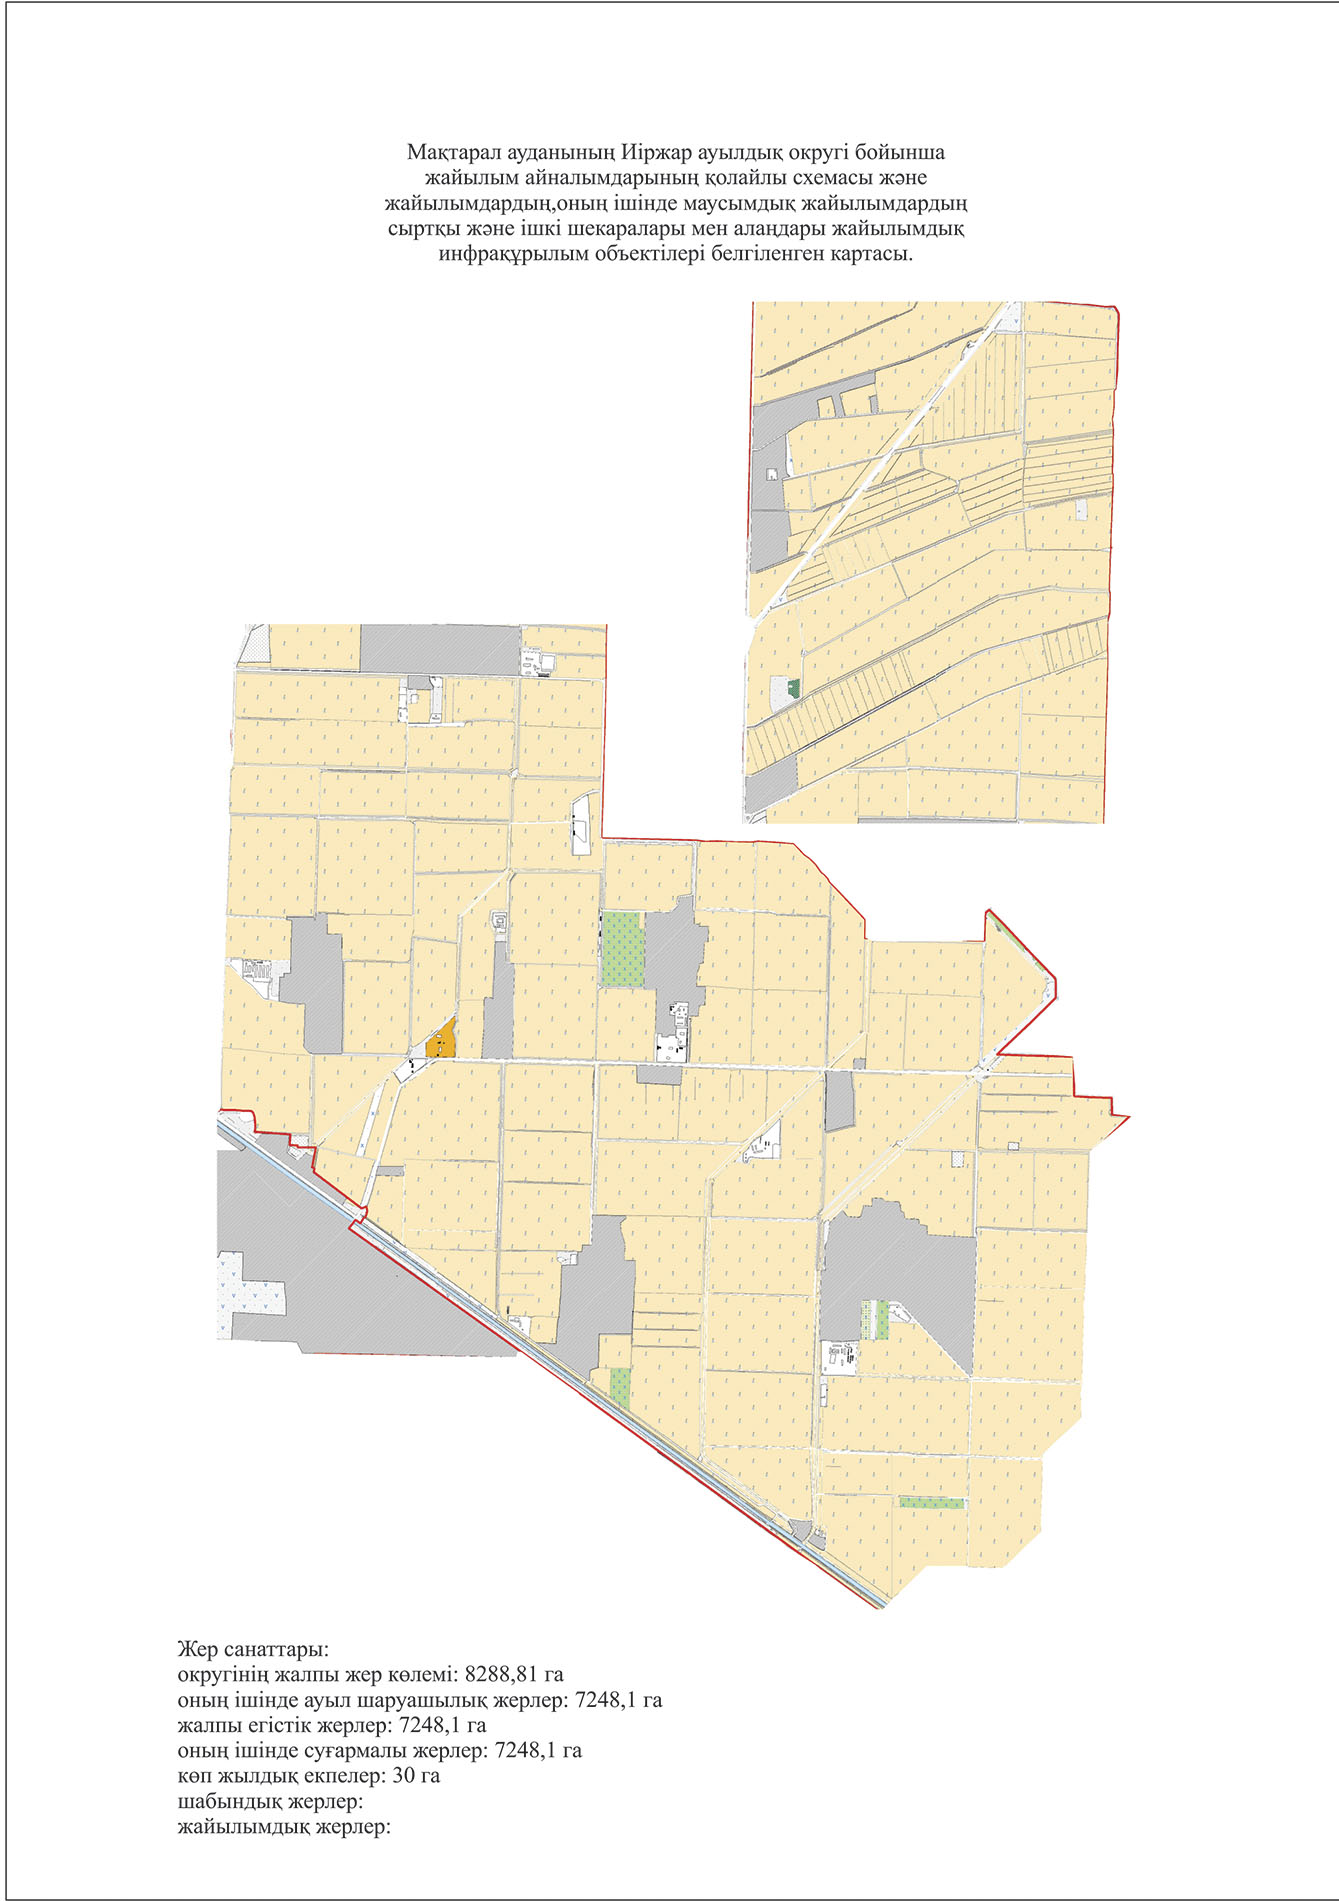 Мақтарал ауданының Иіржар ауылдық округі бойынша
жайылым айналымдарының қолайлы схемасы және
жайылымдардың,оның ішінде маусымдық жайылымдардың
сыртқы және ішкі шекаралары мен алаңдары жайылымдық
инфрақұрылым объектілері белгіленген картасы.
Жер санаттары:
округінің жалпы жер көлемі: 8288,81 га
оның ішінде ауыл шаруашылық жерлер: 7248,1 га
жалпы егістік жерлер: 7248,1 га
оның ішінде суғармалы жерлер: 7248,1 га
көп жылдық екпелер: 30 га
шабындық жерлер:
жайылымдық жерлер: